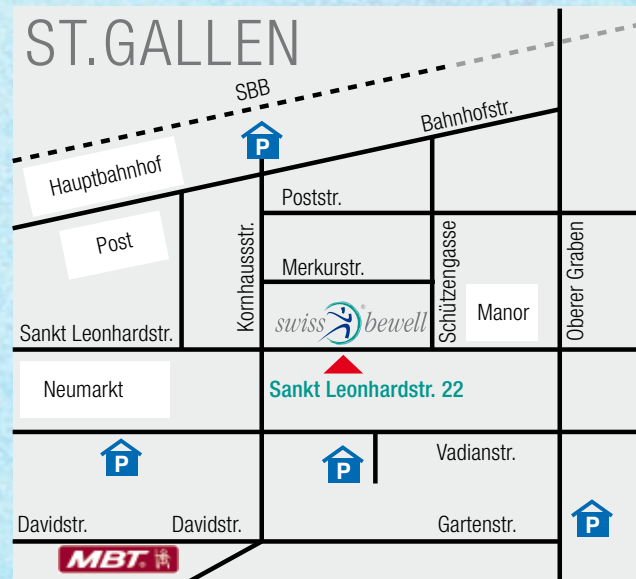 ST.GALLEN
SBB
P
Bahnhofstr.
Hauptbahnhof
Poststr.
Post
Kornhausstr.
Merkurstr.
Schützengasse
Oberer Graben
swiss bewell®
Manor
Sankt Leonhardstr.
Neumarkt
Sankt Leonhardstr. 22
P
P
Vadianstr.
Davidstr.
Davidstr.
Gartenstr.
P
MBT.